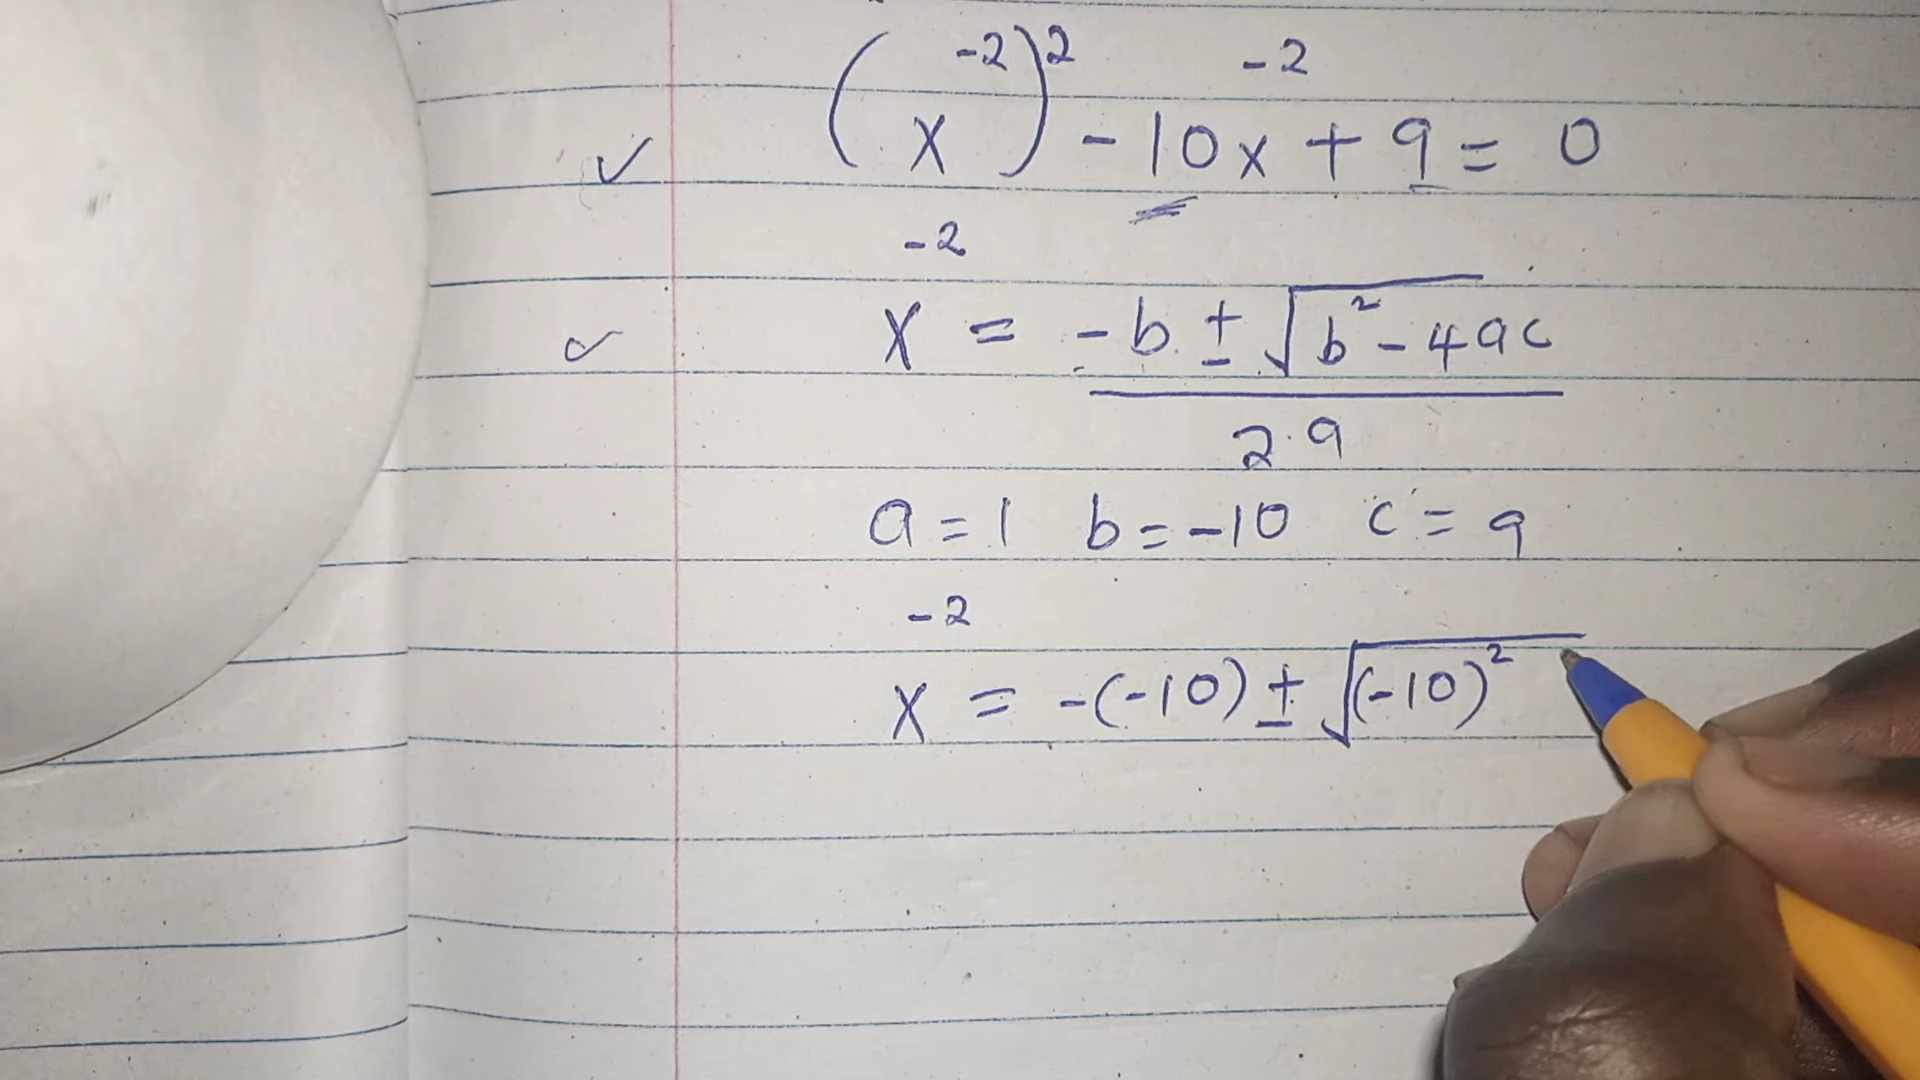 (x⁻²)² - 10x⁻² + 9 = 0
x⁻² = -b ± √(b² - 4ac) / 2·a
a = 1 b = -10 c = 9
x⁻² = -(-10) ± √(-10)²